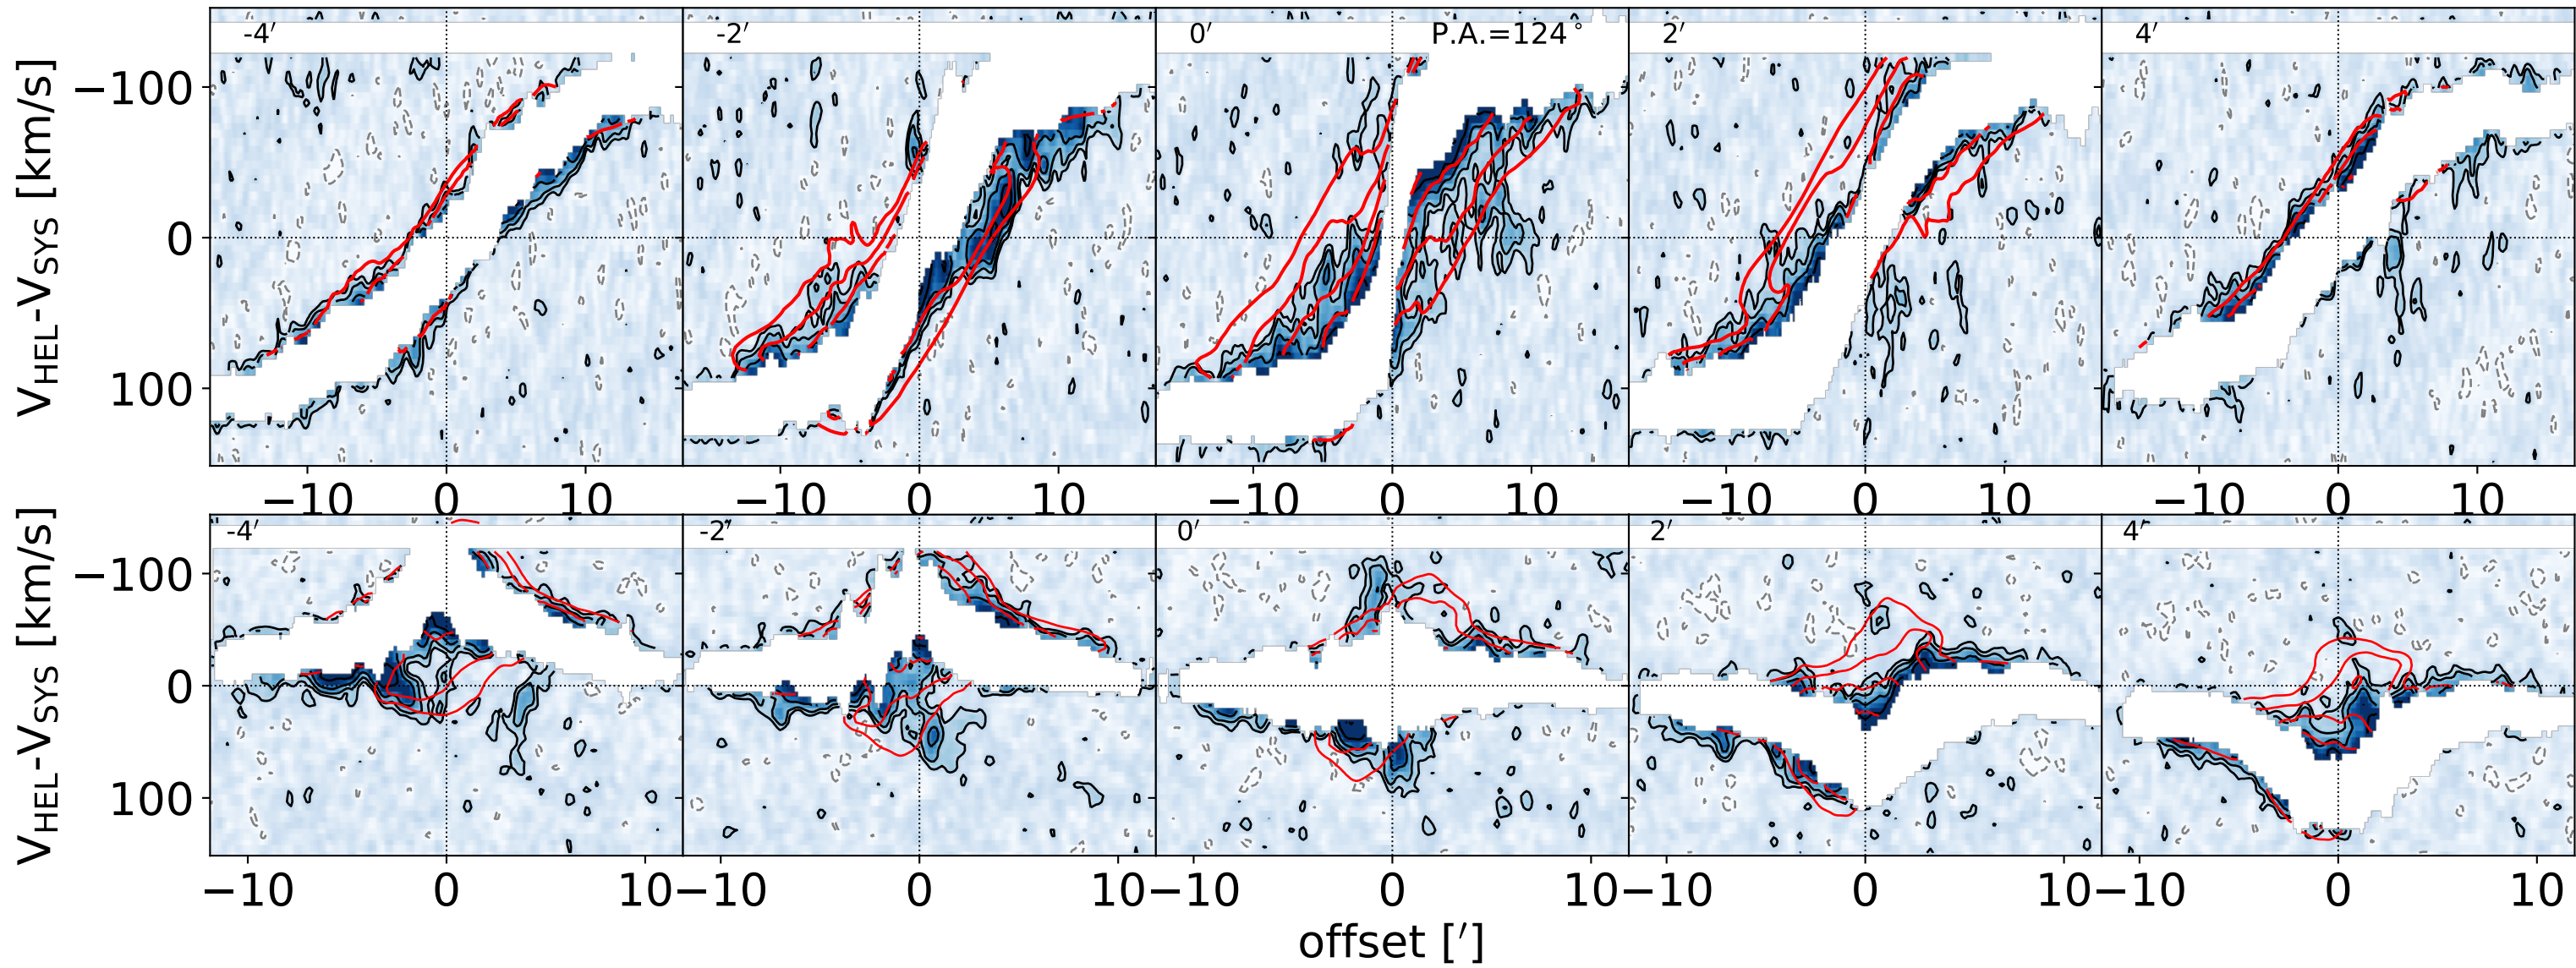 -4′ -2′ 0′ P.A.=124° 2′ 4′
V_HEL-V_SYS [km/s]
−100
0
100
−10 0 10 −10 0 10 −10 0 10 −10 0 10 −10 0 10
-4′ -2′ 0′ 2′ 4′
V_HEL-V_SYS [km/s]
−100
0
100
−10 0 10 −10 0 10 −10 0 10 −10 0 10 −10 0 10
offset [′]